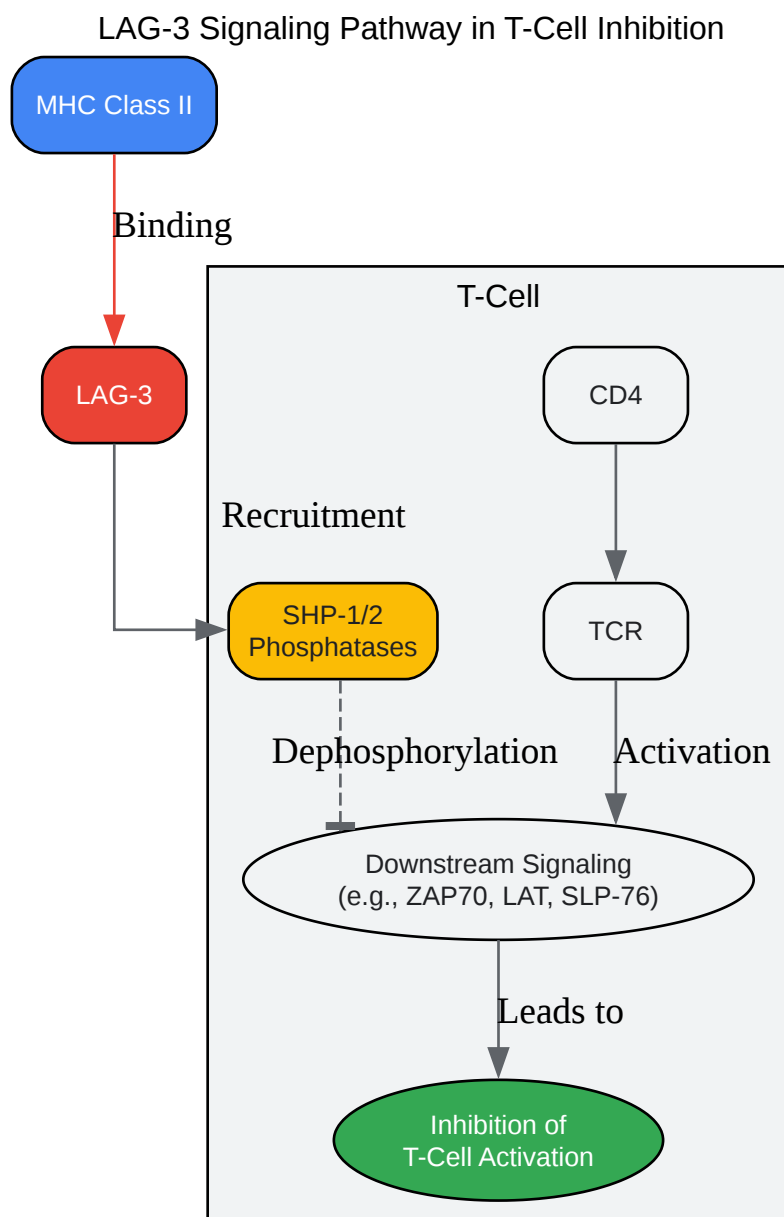 LAG-3 Signaling Pathway in T-Cell Inhibition
MHC Class II
Binding
T-Cell
LAG-3
CD4
Recruitment
SHP-1/2
Phosphatases
TCR
Dephosphorylation
Activation
Downstream Signaling
(e.g., ZAP70, LAT, SLP-76)
Leads to
Inhibition of
T-Cell Activation